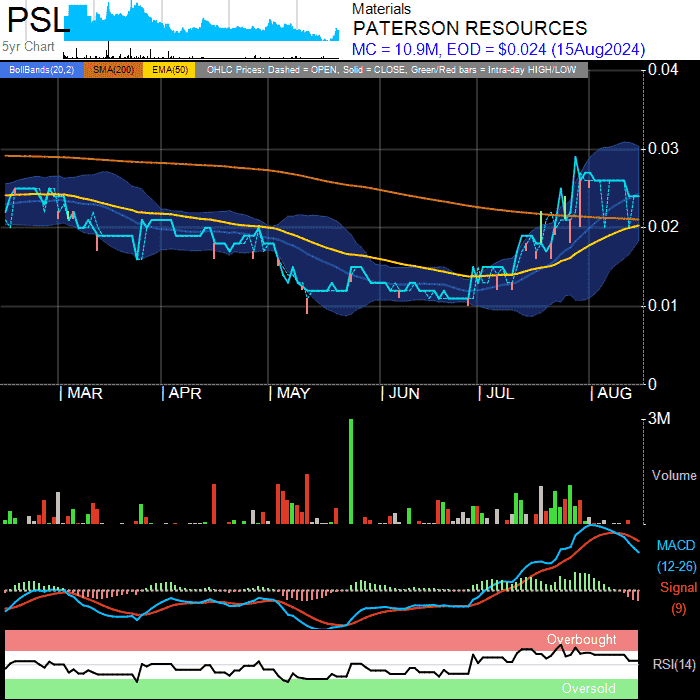 PSL
5yr Chart
Materials
PATERSON RESOURCES
MC = 10.9M, EOD = $0.024 (15Aug2024)
BollBands(20,2) SMA(200) EMA(50) OHLC Prices: Dashed = OPEN, Solid = CLOSE, Green/Red bars = Intra-day HIGH/LOW
0.04
0.03
0.02
0.01
0
MAR APR MAY JUN JUL AUG
3M
Volume
MACD
(12-26)
Signal
(9)
Overbought
RSI(14)
Oversold